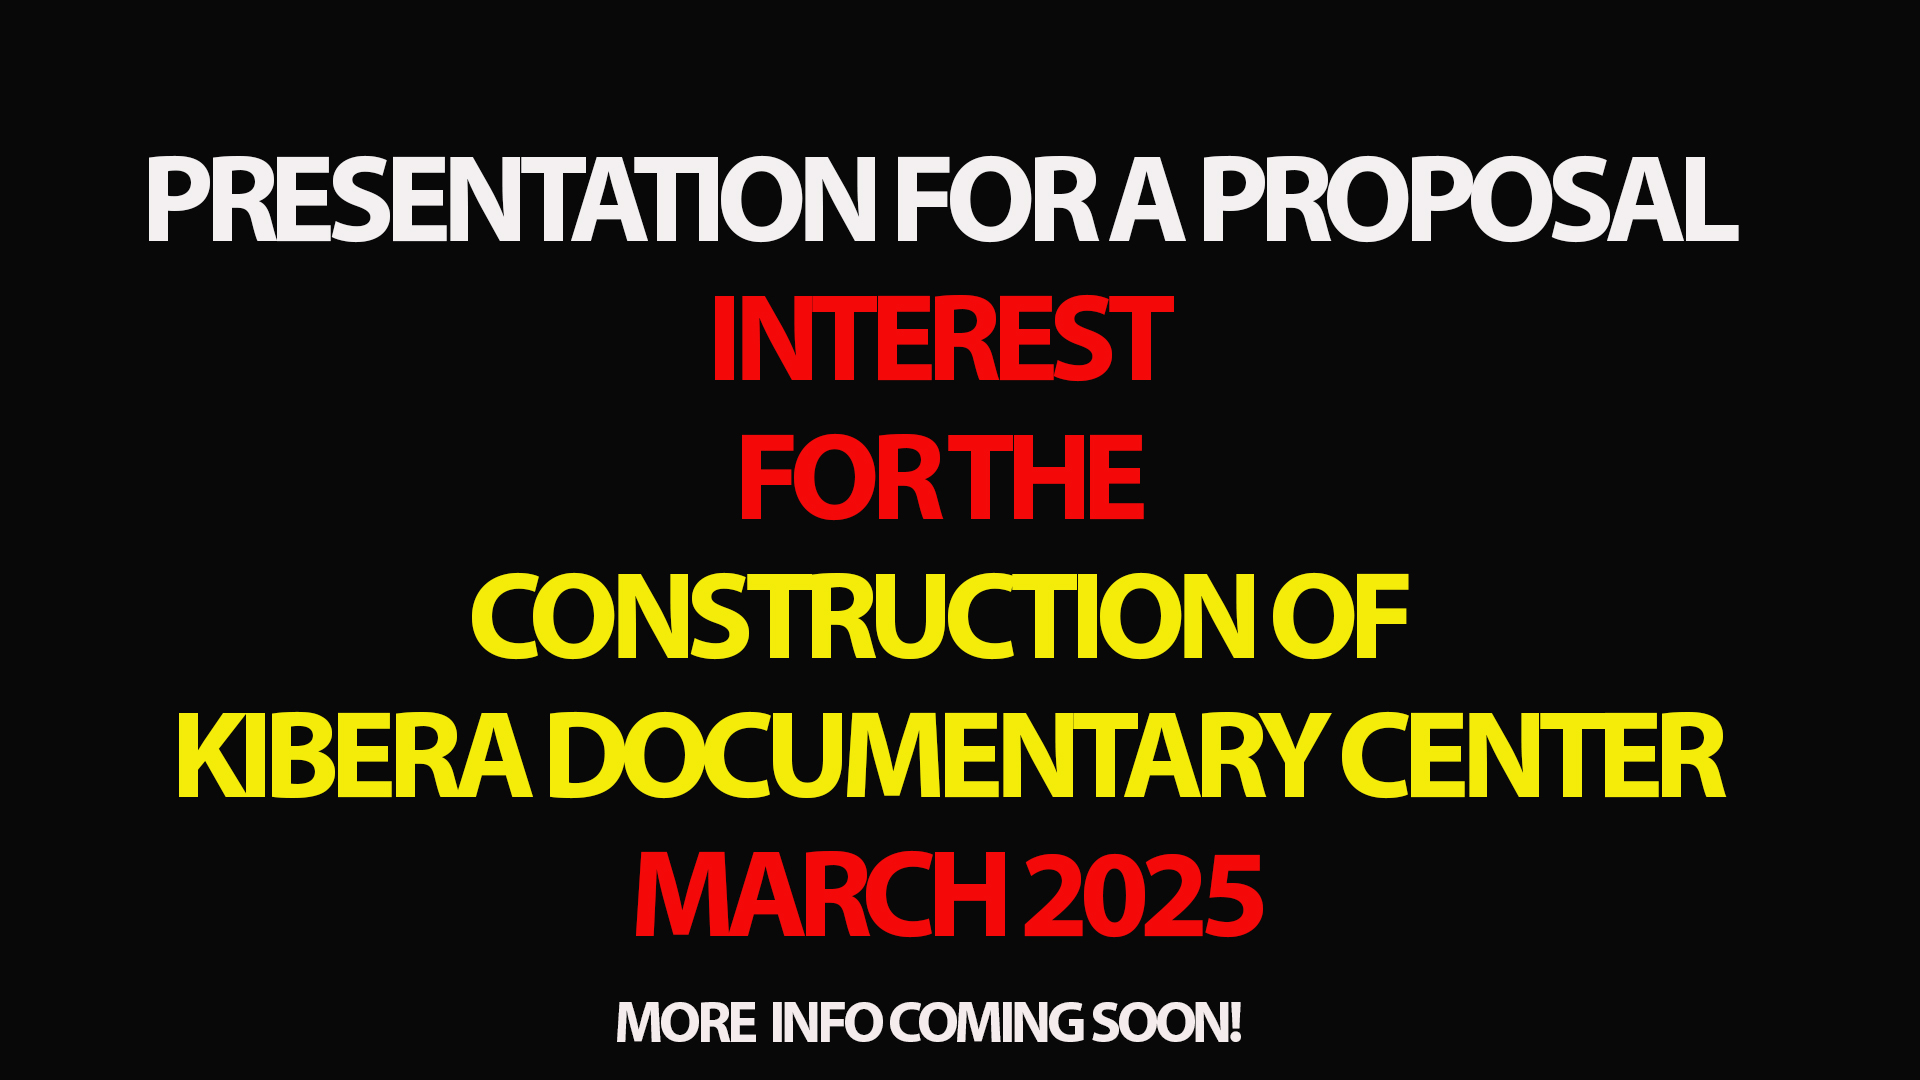 PRESENTATION FOR A PROPOSAL
INTEREST
FOR THE
CONSTRUCTION OF
KIBERA DOCUMENTARY CENTER
MARCH 2025
MORE INFO COMING SOON!